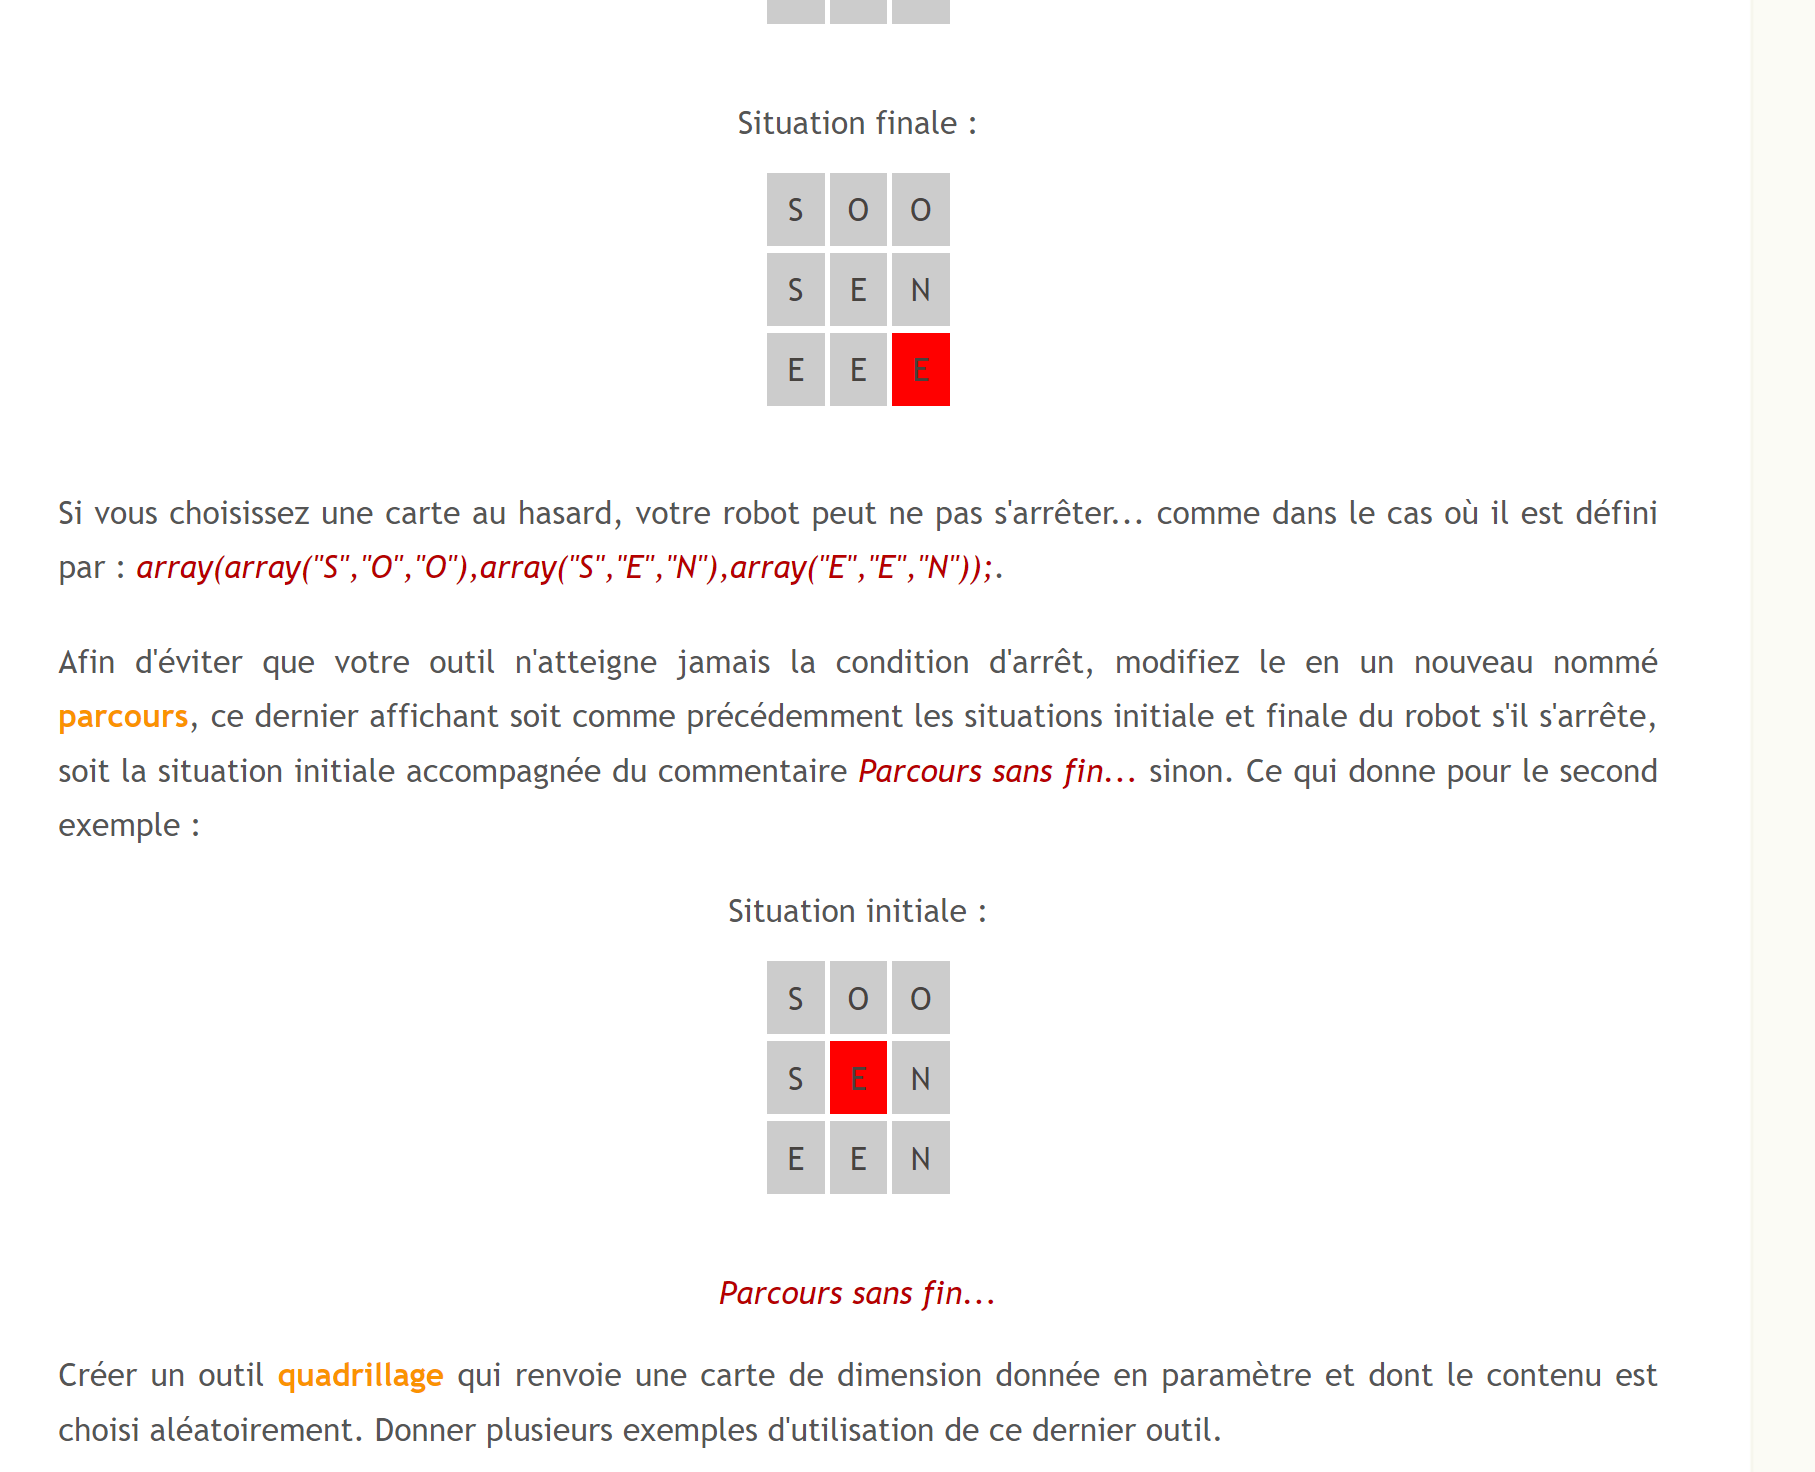 Situation finale :
S O O
S E N
E E E
Si vous choisissez une carte au hasard, votre robot peut ne pas s'arrêter... comme dans le cas où il est défini
par : array(array("S","O","O"),array("S","E","N"),array("E","E","N"));.
Afin d'éviter que votre outil n'atteigne jamais la condition d'arrêt, modifiez le en un nouveau nommé
parcours, ce dernier affichant soit comme précédemment les situations initiale et finale du robot s'il s'arrête,
soit la situation initiale accompagnée du commentaire Parcours sans fin... sinon. Ce qui donne pour le second
exemple :
Situation initiale :
S O O
S E N
E E N
Parcours sans fin...
Créer un outil quadrillage qui renvoie une carte de dimension donnée en paramètre et dont le contenu est
choisi aléatoirement. Donner plusieurs exemples d'utilisation de ce dernier outil.